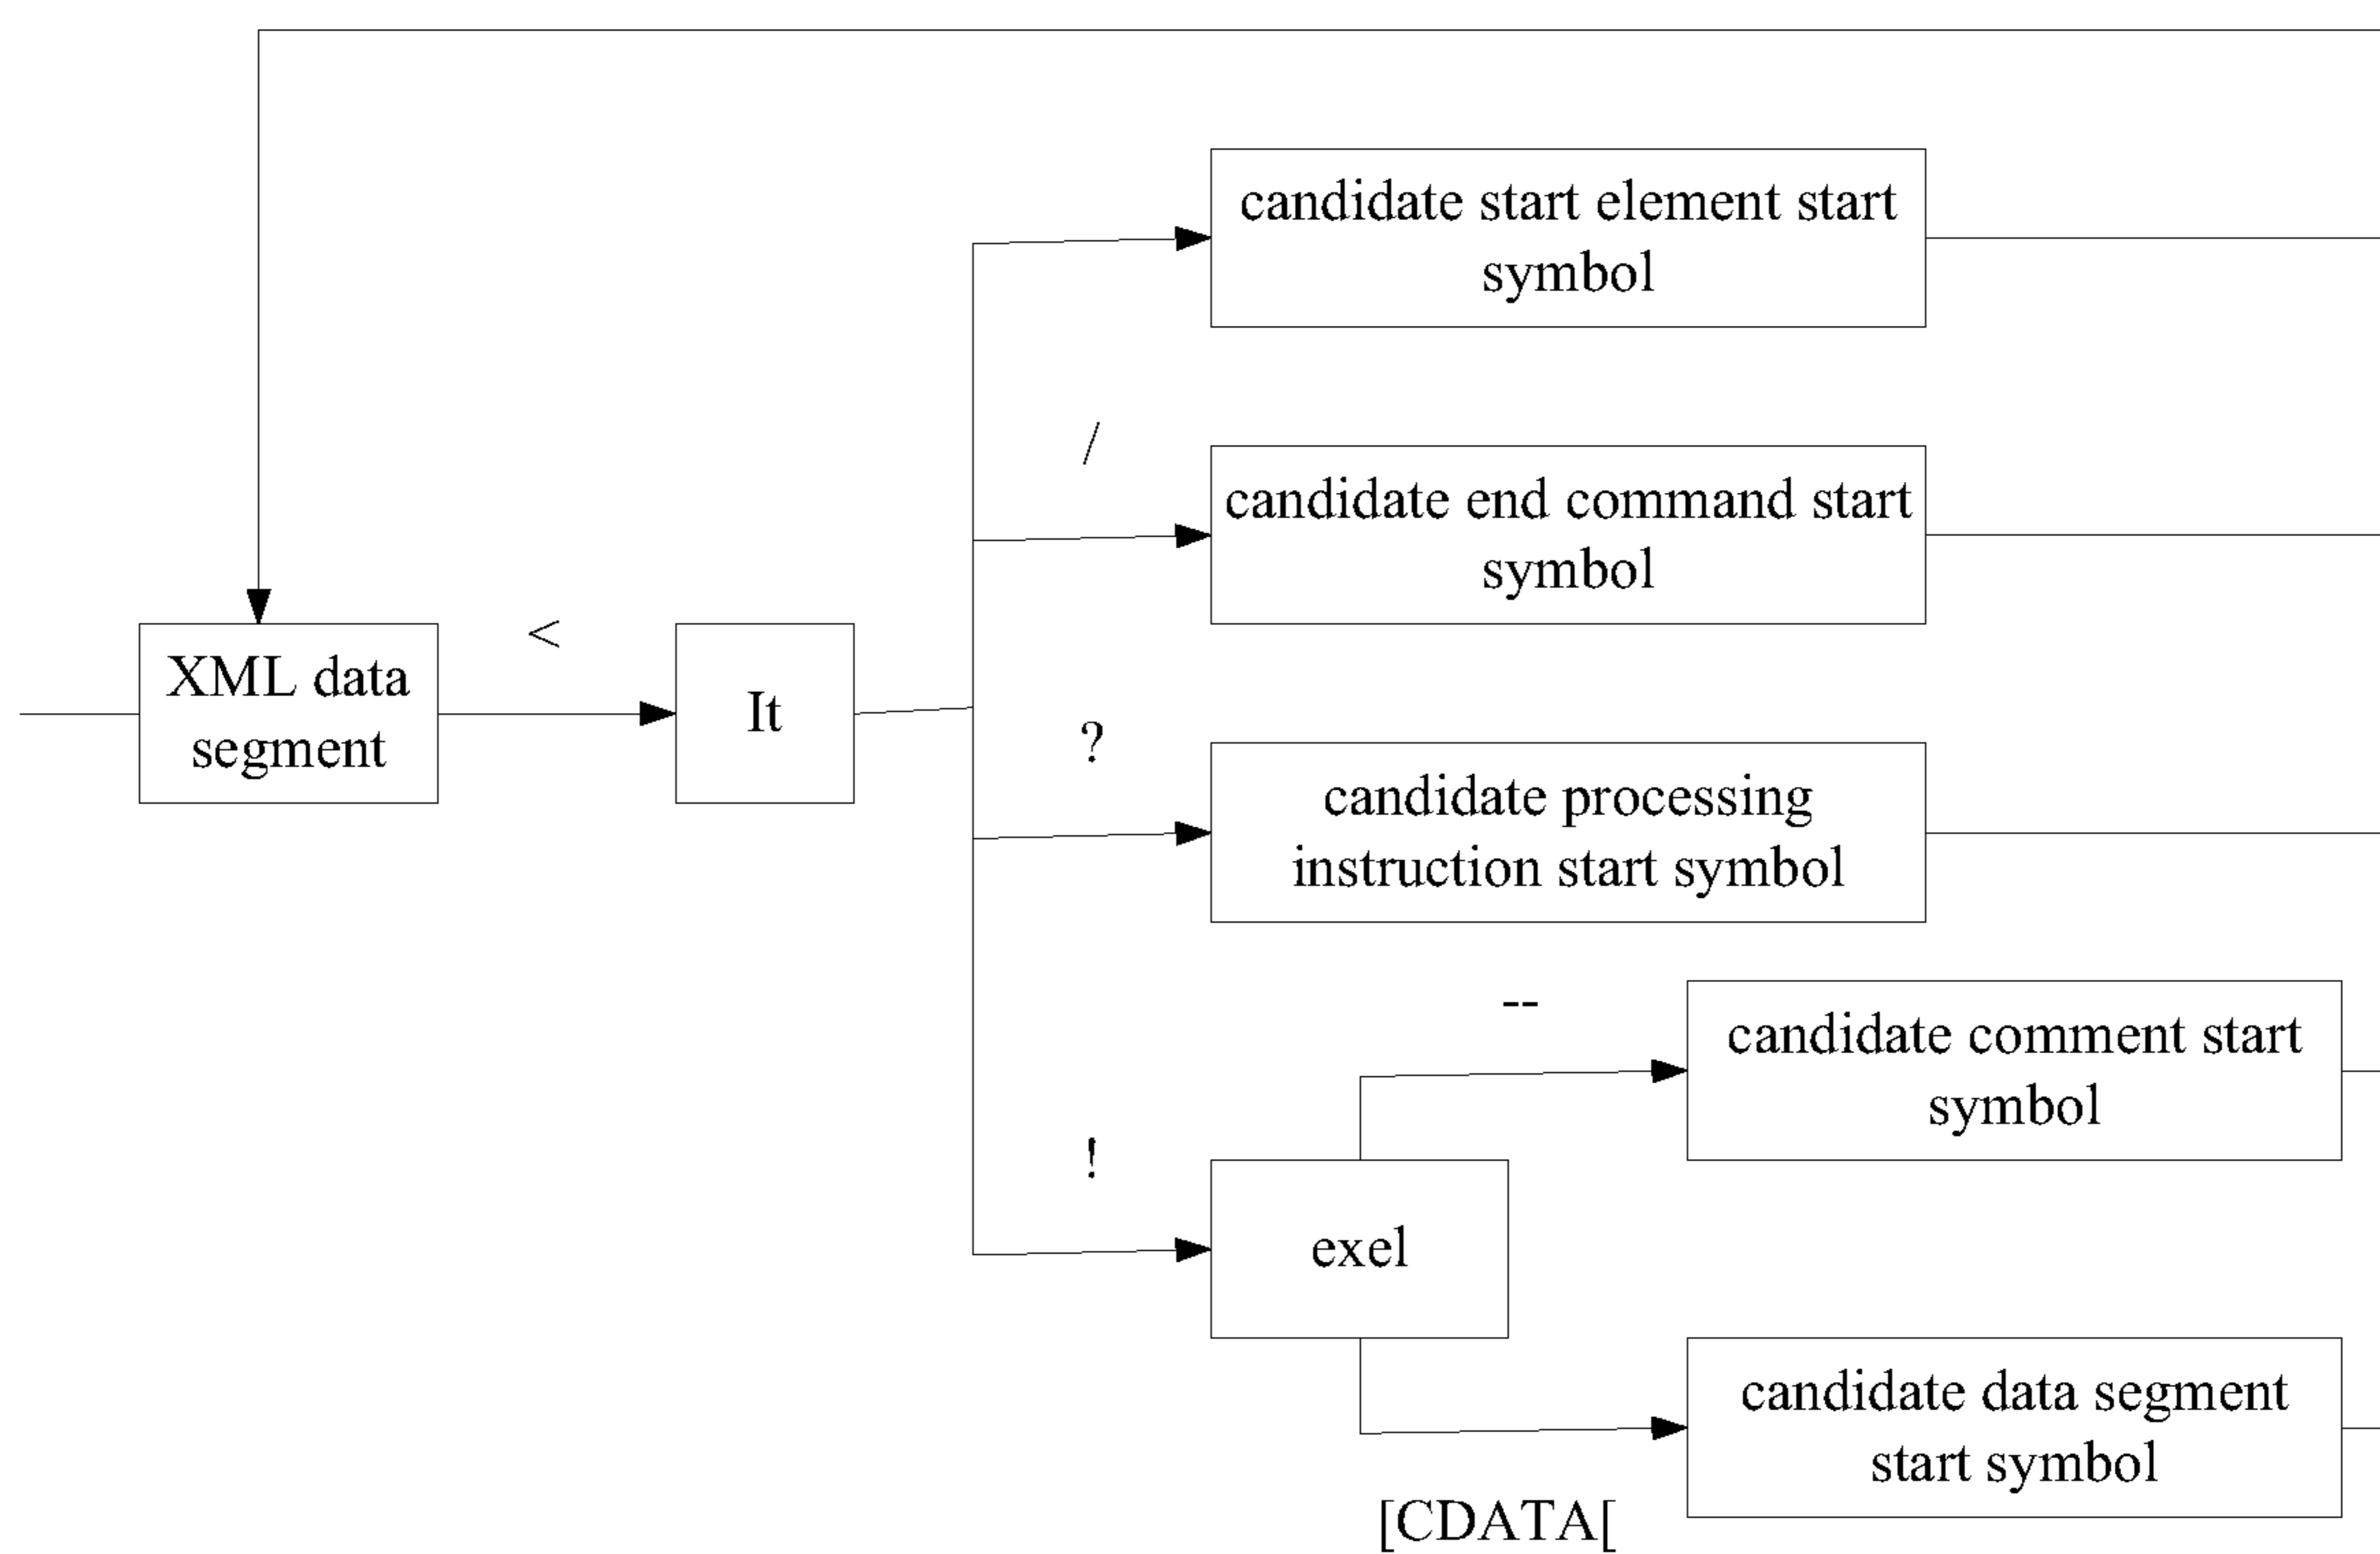 candidate start element start
symbol
/
candidate end command start
symbol
<
XML data
segment
It
?
candidate processing
instruction start symbol
--
candidate comment start
symbol
!
exel
candidate data segment
start symbol
[CDATA[